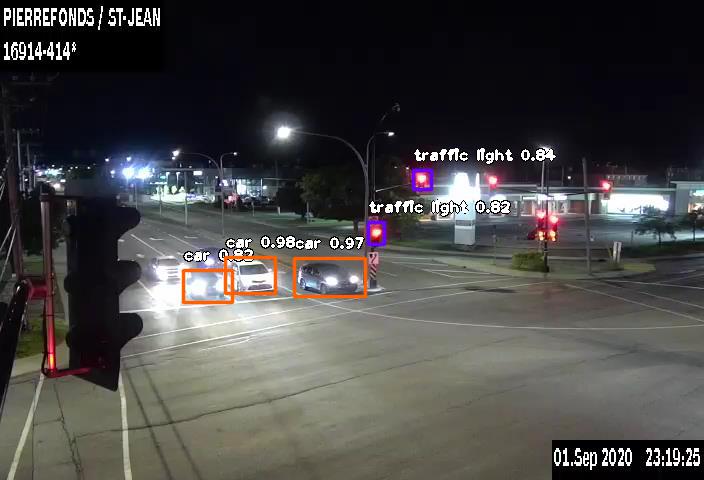 PIERREFONDS / ST-JEAN
16914-414*
traffic light 0.84
traffic light 0.82
car 0.98
car 0.97
car 0.82
01.Sep 2020 23:19:25